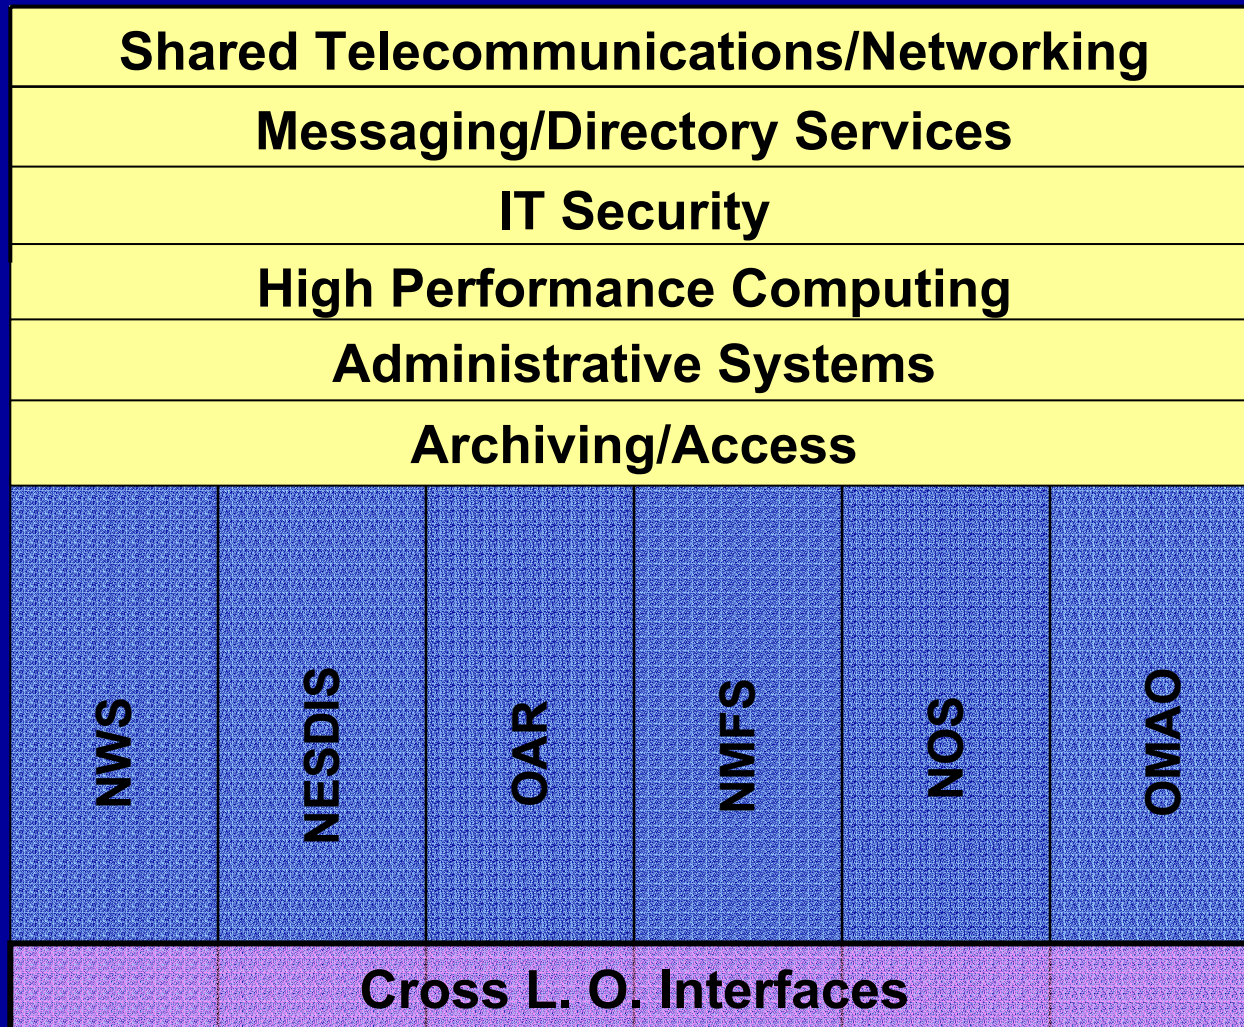 Shared Telecommunications/Networking
Messaging/Directory Services
IT Security
High Performance Computing
Administrative Systems
Archiving/Access
NWS
NESDIS
OAR
NMFS
NOS
OMAO
Cross L. O. Interfaces